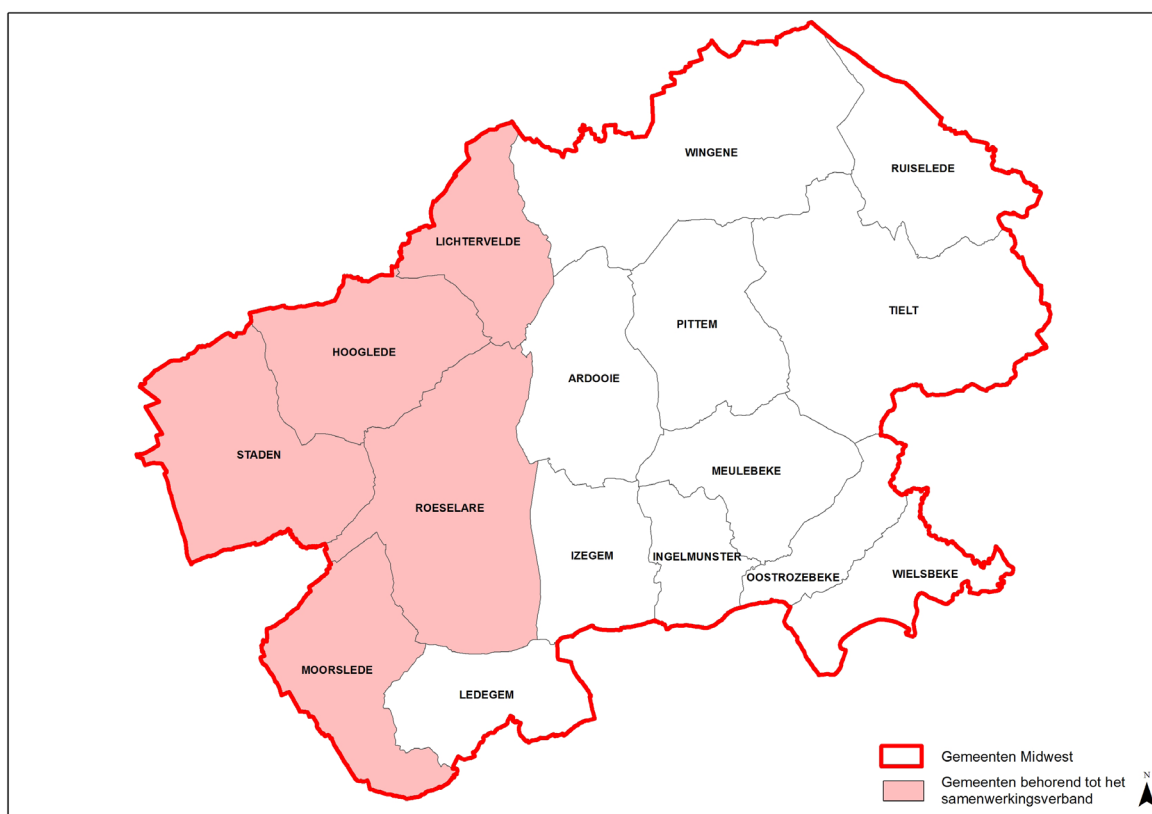 WINGENE
RUISELEDE
LICHTERVELDE
TIELT
PITTEM
HOOGLEDE
ARDOOIE
STADEN
MEULEBEKE
ROESELARE
IZEGEM
INGELMUNSTER
OOSTROZEBEKE
WIELSBEKE
MOORSLEDE
LEDEGEM
Gemeenten Midwest
Gemeenten behorend tot het
samenwerkingsverband
N